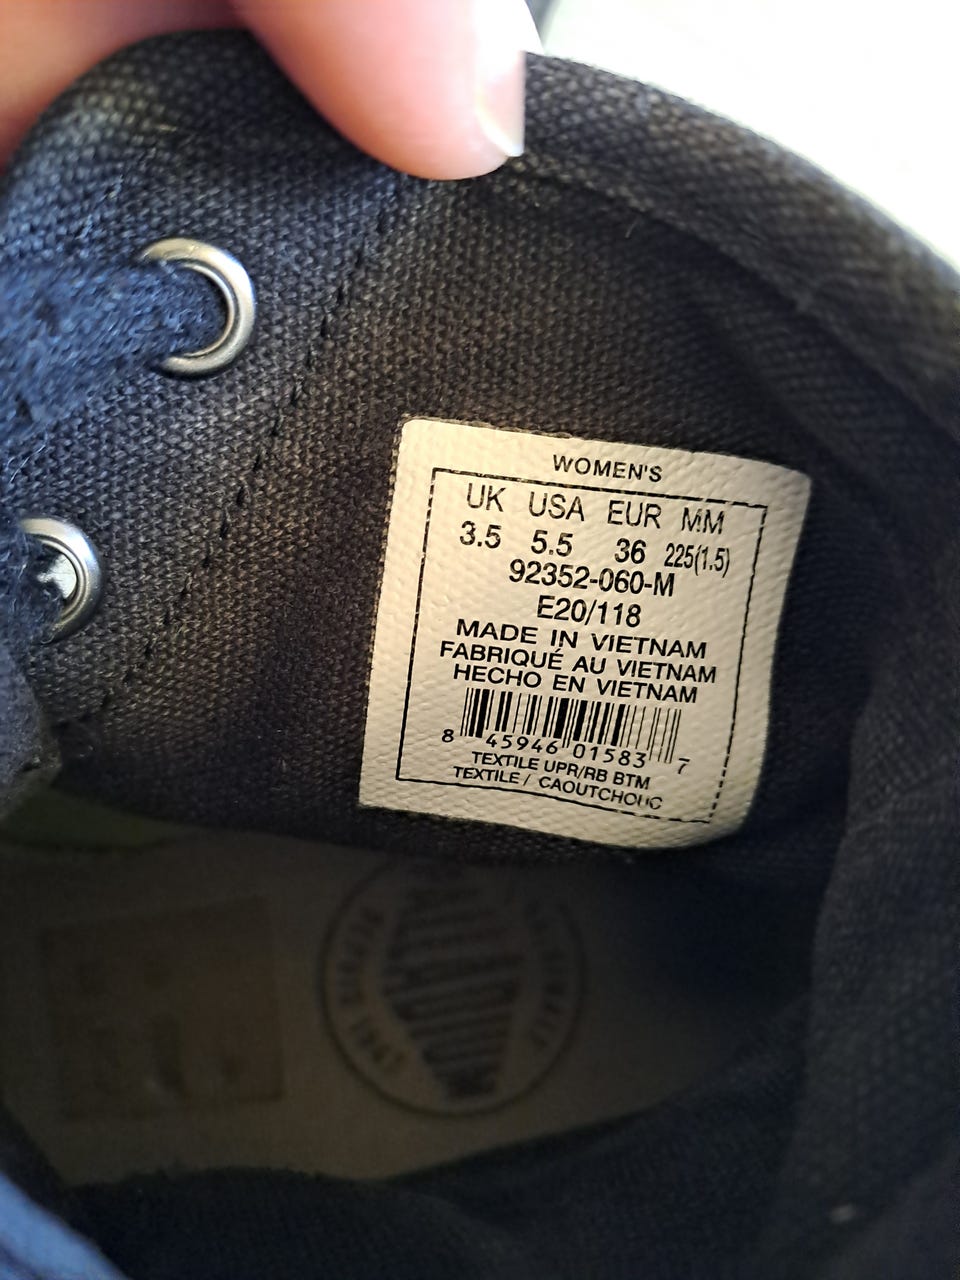 WOMEN'S
UK USA EUR MM
3.5 5.5 36 225(1.5)
92352-060-M
E20/118
MADE IN VIETNAM
FABRIQUÉ AU VIETNAM
HECHO EN VIETNAM
8 45946 01583 7
TEXTILE UPR/RB BTM
TEXTILE / CAOUTCHOUC